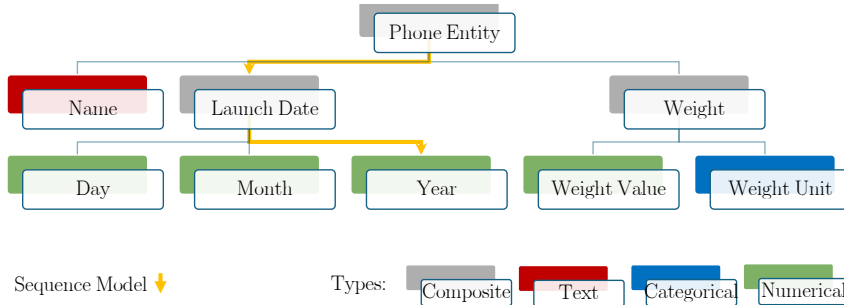 Phone Entity
Name Launch Date Weight
Day Month Year Weight Value Weight Unit
Sequence Model Types: Composite Text Categorical Numerical